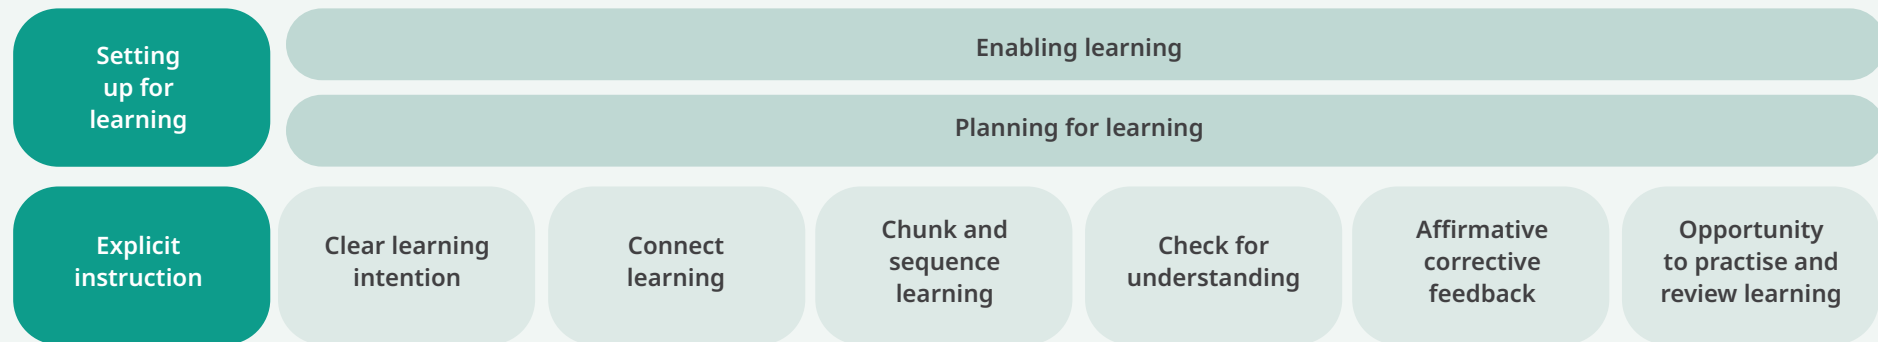 Setting
up for
learning
Enabling learning
Planning for learning
Explicit
instruction
Clear learning
intention
Connect
learning
Chunk and
sequence
learning
Check for
understanding
Affirmative
corrective
feedback
Opportunity
to practise and
review learning